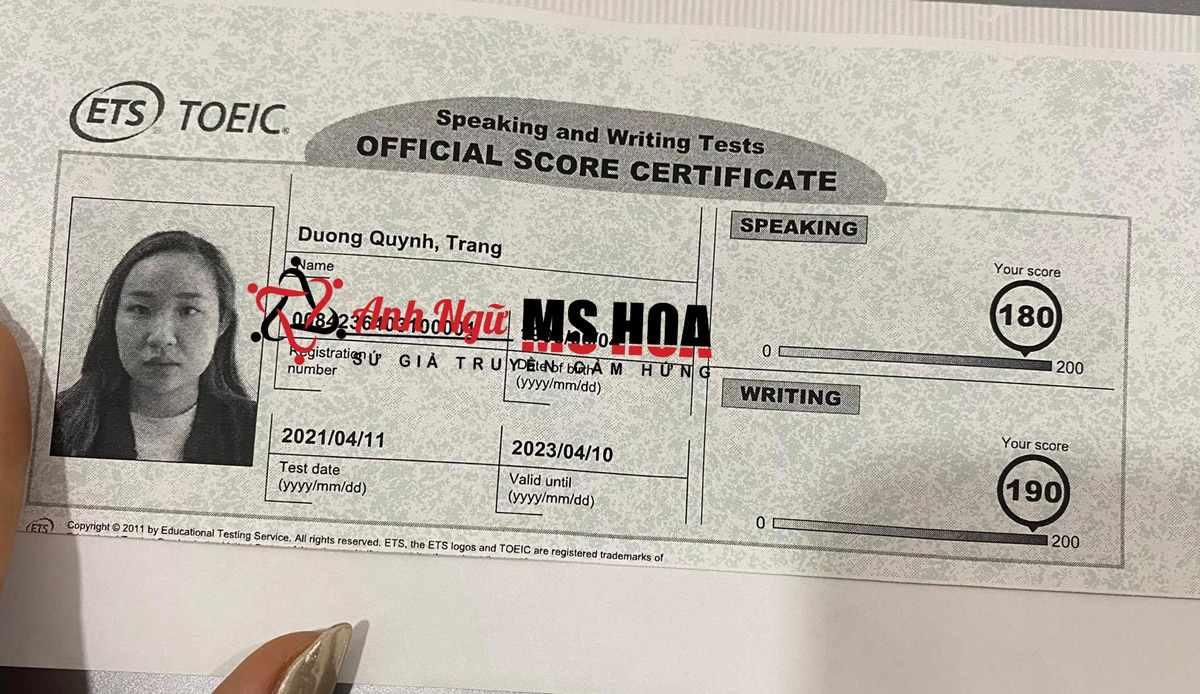 ETS TOEIC®
Speaking and Writing Tests
OFFICIAL SCORE CERTIFICATE
Duong Quynh, Trang
Name
Anh Ngữ MS HOA
SỨ GIẢ TRUYỀN CẢM HỨNG
Registration
number
Date of birth
(yyyy/mm/dd)
2021/04/11
Test date
(yyyy/mm/dd)
2023/04/10
Valid until
(yyyy/mm/dd)
SPEAKING
Your score
180
0
200
WRITING
Your score
190
0
200
ETS
Copyright © 2011 by Educational Testing Service. All rights reserved. ETS, the ETS logos and TOEIC are registered trademarks of